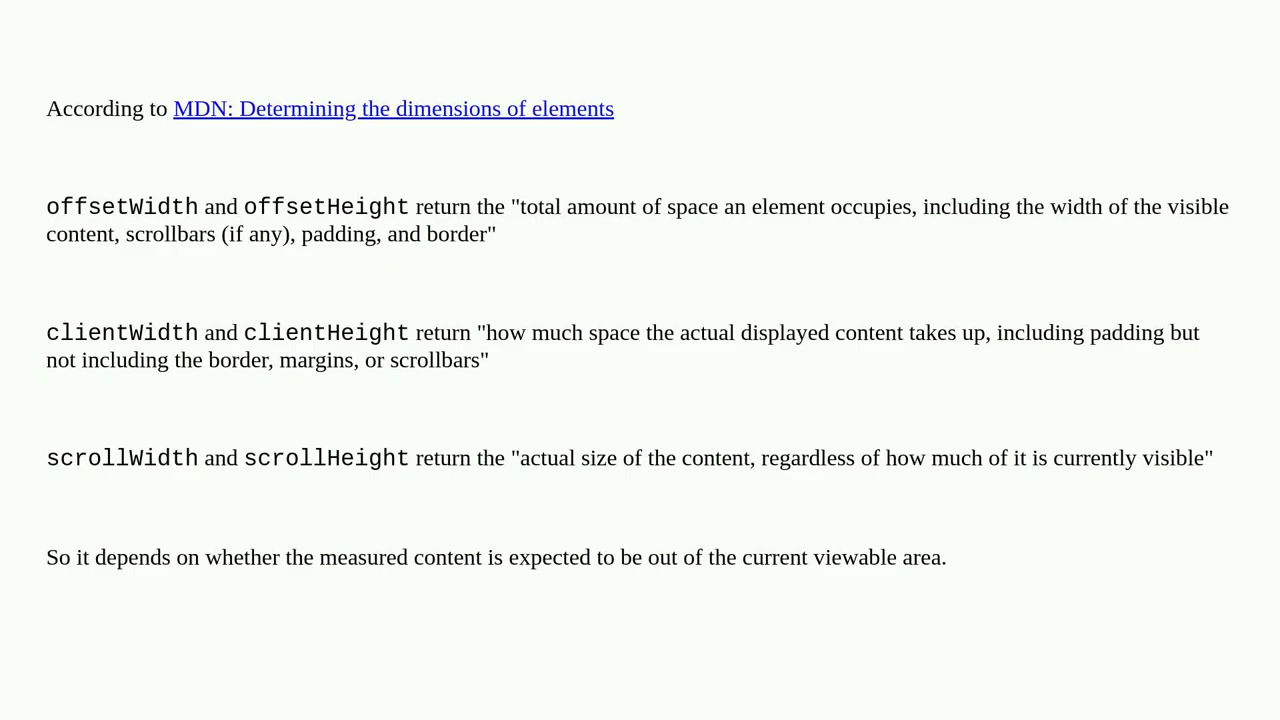 According to MDN: Determining the dimensions of elements
offsetWidth and offsetHeight return the "total amount of space an element occupies, including the width of the visible
content, scrollbars (if any), padding, and border"
clientWidth and clientHeight return "how much space the actual displayed content takes up, including padding but
not including the border, margins, or scrollbars"
scrollWidth and scrollHeight return the "actual size of the content, regardless of how much of it is currently visible"
So it depends on whether the measured content is expected to be out of the current viewable area.